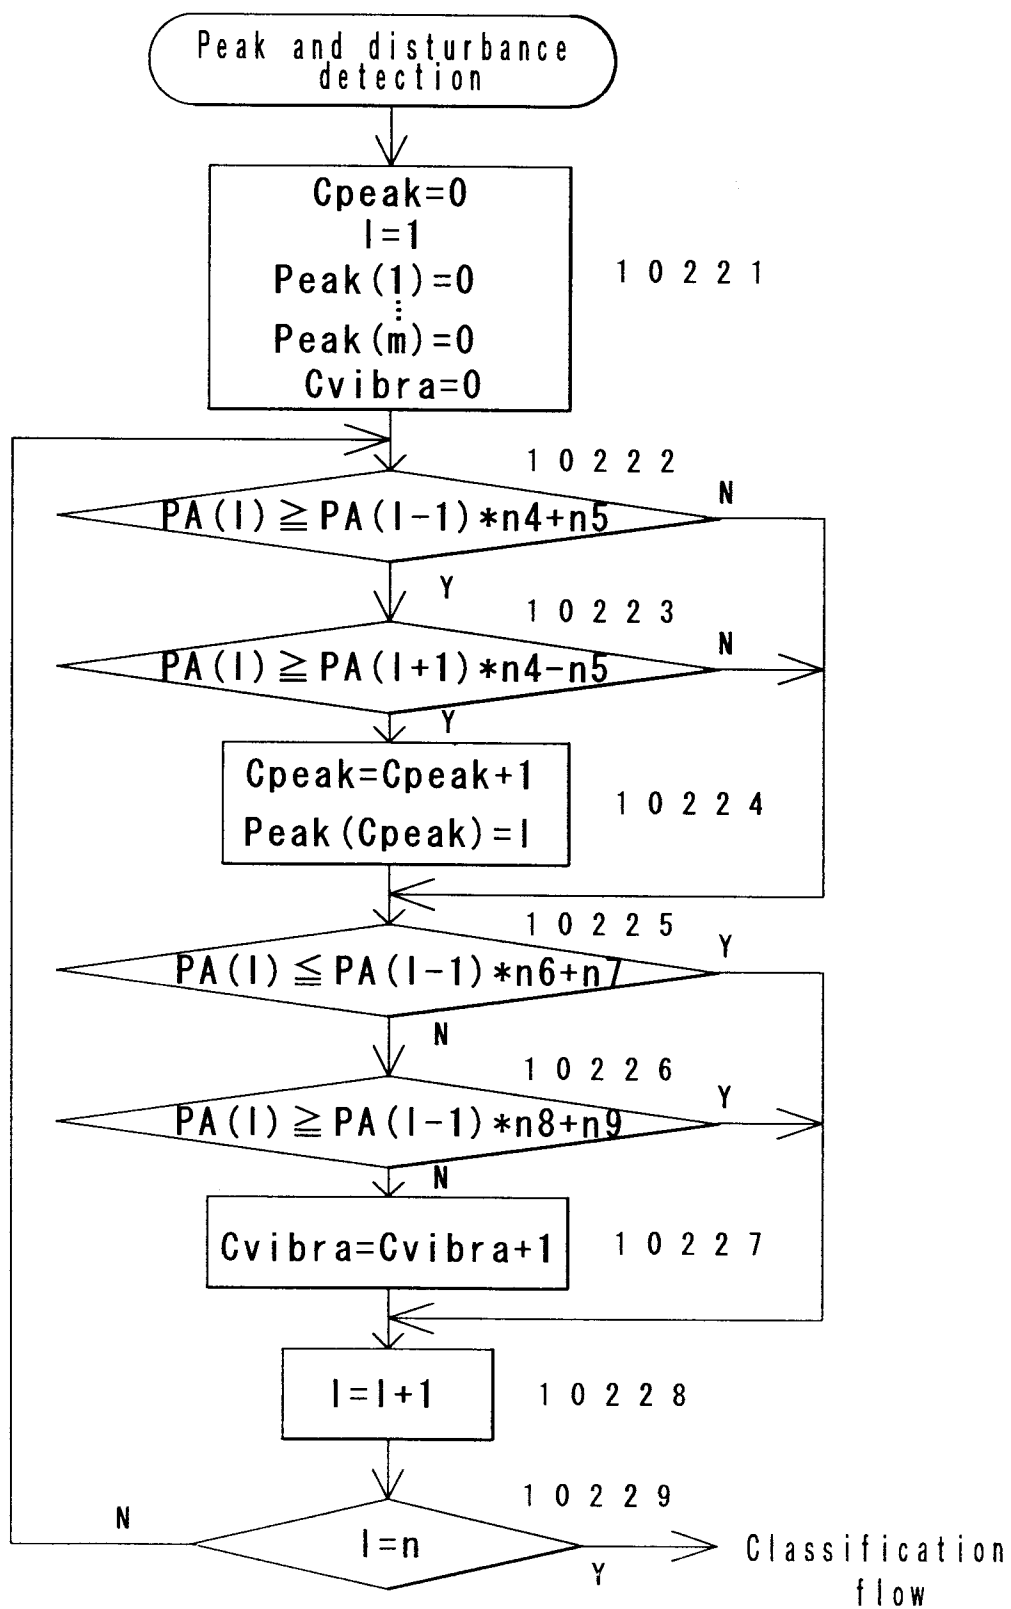 Peak and disturbance
detection
Cpeak=0
I=1
Peak(1)=0
⋮
Peak(m)=0
Cvibra=0
10221
10222
PA(I)≧PA(I-1)*n4+n5
N
Y
10223
PA(I)≧PA(I+1)*n4-n5
N
Y
Cpeak=Cpeak+1
Peak(Cpeak)=I
10224
10225
PA(I)≦PA(I-1)*n6+n7
Y
N
10226
PA(I)≧PA(I-1)*n8+n9
Y
N
Cvibra=Cvibra+1
10227
I=I+1
10228
10229
I=n
N
Y
Classification
flow